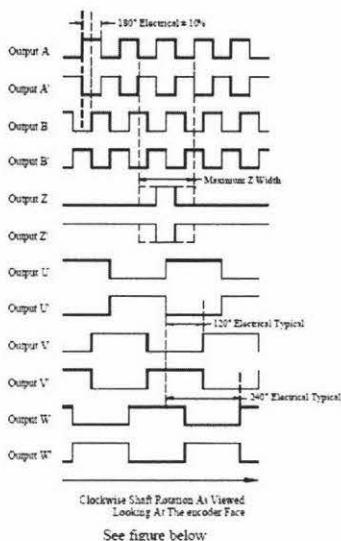 180° Electrical ± 10%
Output A
Output A'
Output B
Output B'
Maximum Z Width
Output Z
Output Z'
Output U
Output U'
120° Electrical Typical
Output V
Output V'
240° Electrical Typical
Output W
Output W'
Clockwise Shaft Rotation As Viewed
Looking At The encoder Face
See figure below